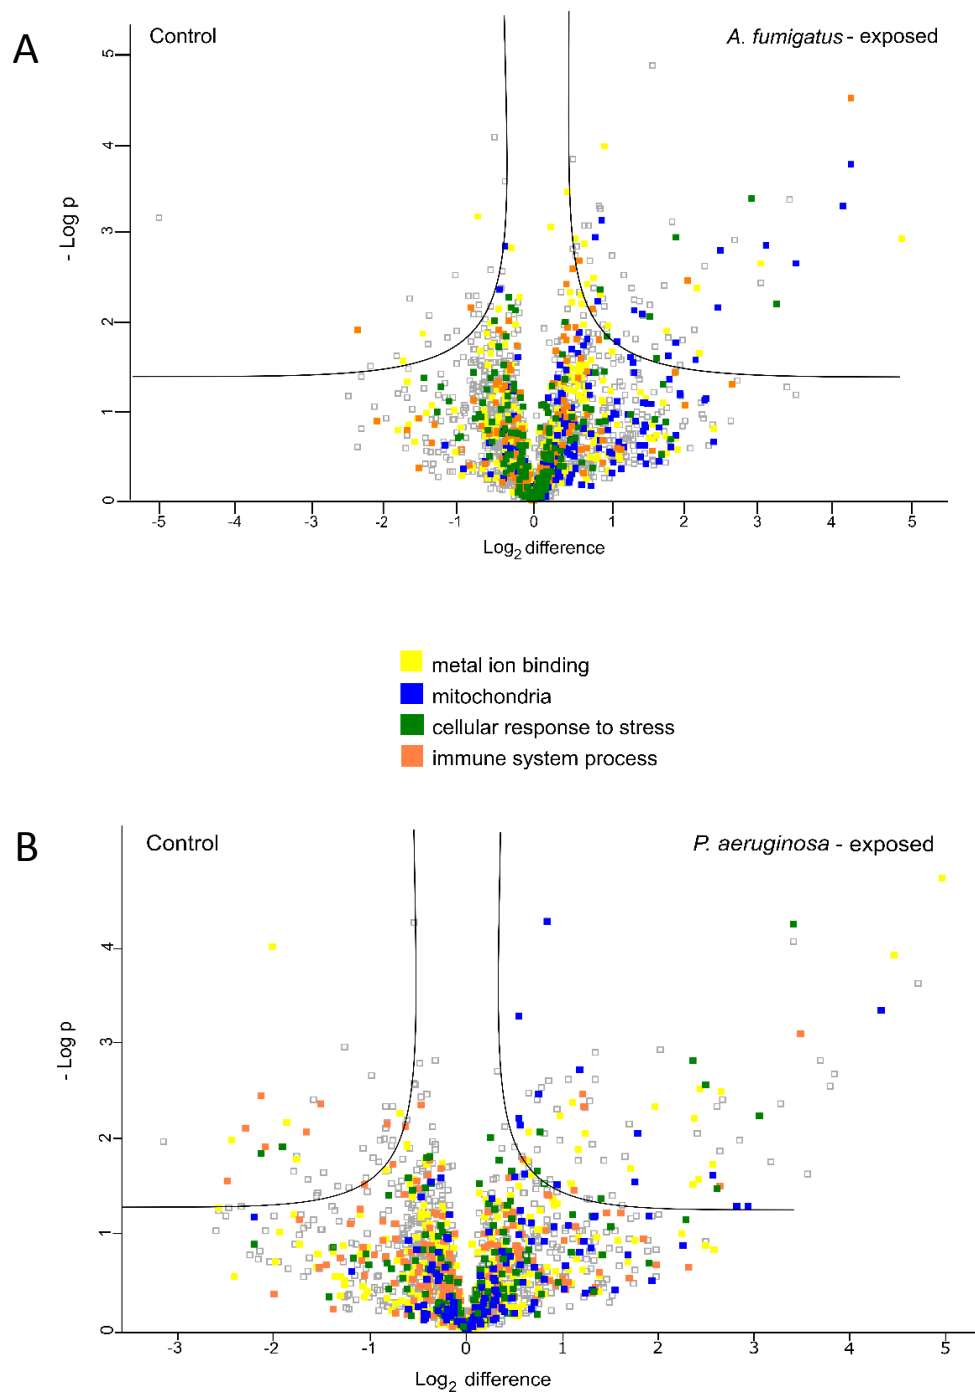 A
Control
A. fumigatus - exposed
- Log p
5
4
3
2
1
0
-5 -4 -3 -2 -1 0 1 2 3 4 5
Log2 difference
metal ion binding
mitochondria
cellular response to stress
immune system process
B
Control
P. aeruginosa - exposed
- Log p
4
3
2
1
0
-3 -2 -1 0 1 2 3 4 5
Log2 difference